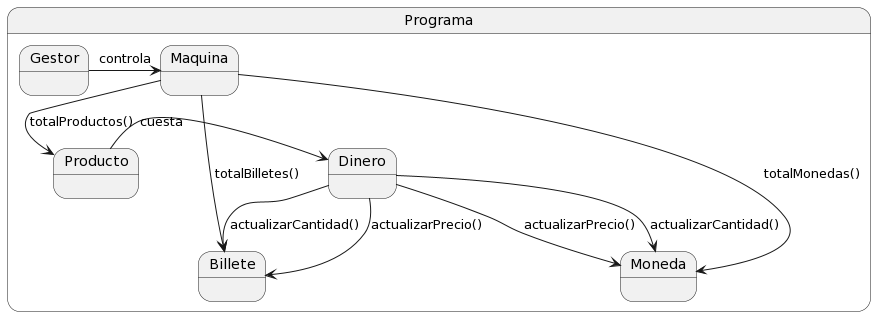 Programa
Gestor
controla
Maquina
totalProductos()
cuesta
Producto
Dinero
totalBilletes()
totalMonedas()
actualizarCantidad()
actualizarPrecio()
actualizarPrecio()
actualizarCantidad()
Billete
Moneda